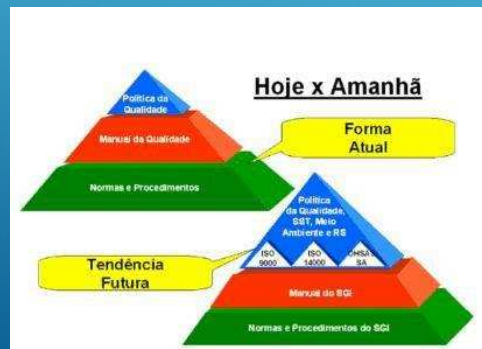 Hoje x Amanhã
Política da
Qualidade
Manual da Qualidade
Normas e Procedimentos
Forma
Atual
Política
da Qualidade,
SST, Meio
Ambiente e RS
ISO
9000
ISO
14000
OHSAS
SA
Tendência
Futura
Manual do SGI
Normas e Procedimentos do SGI